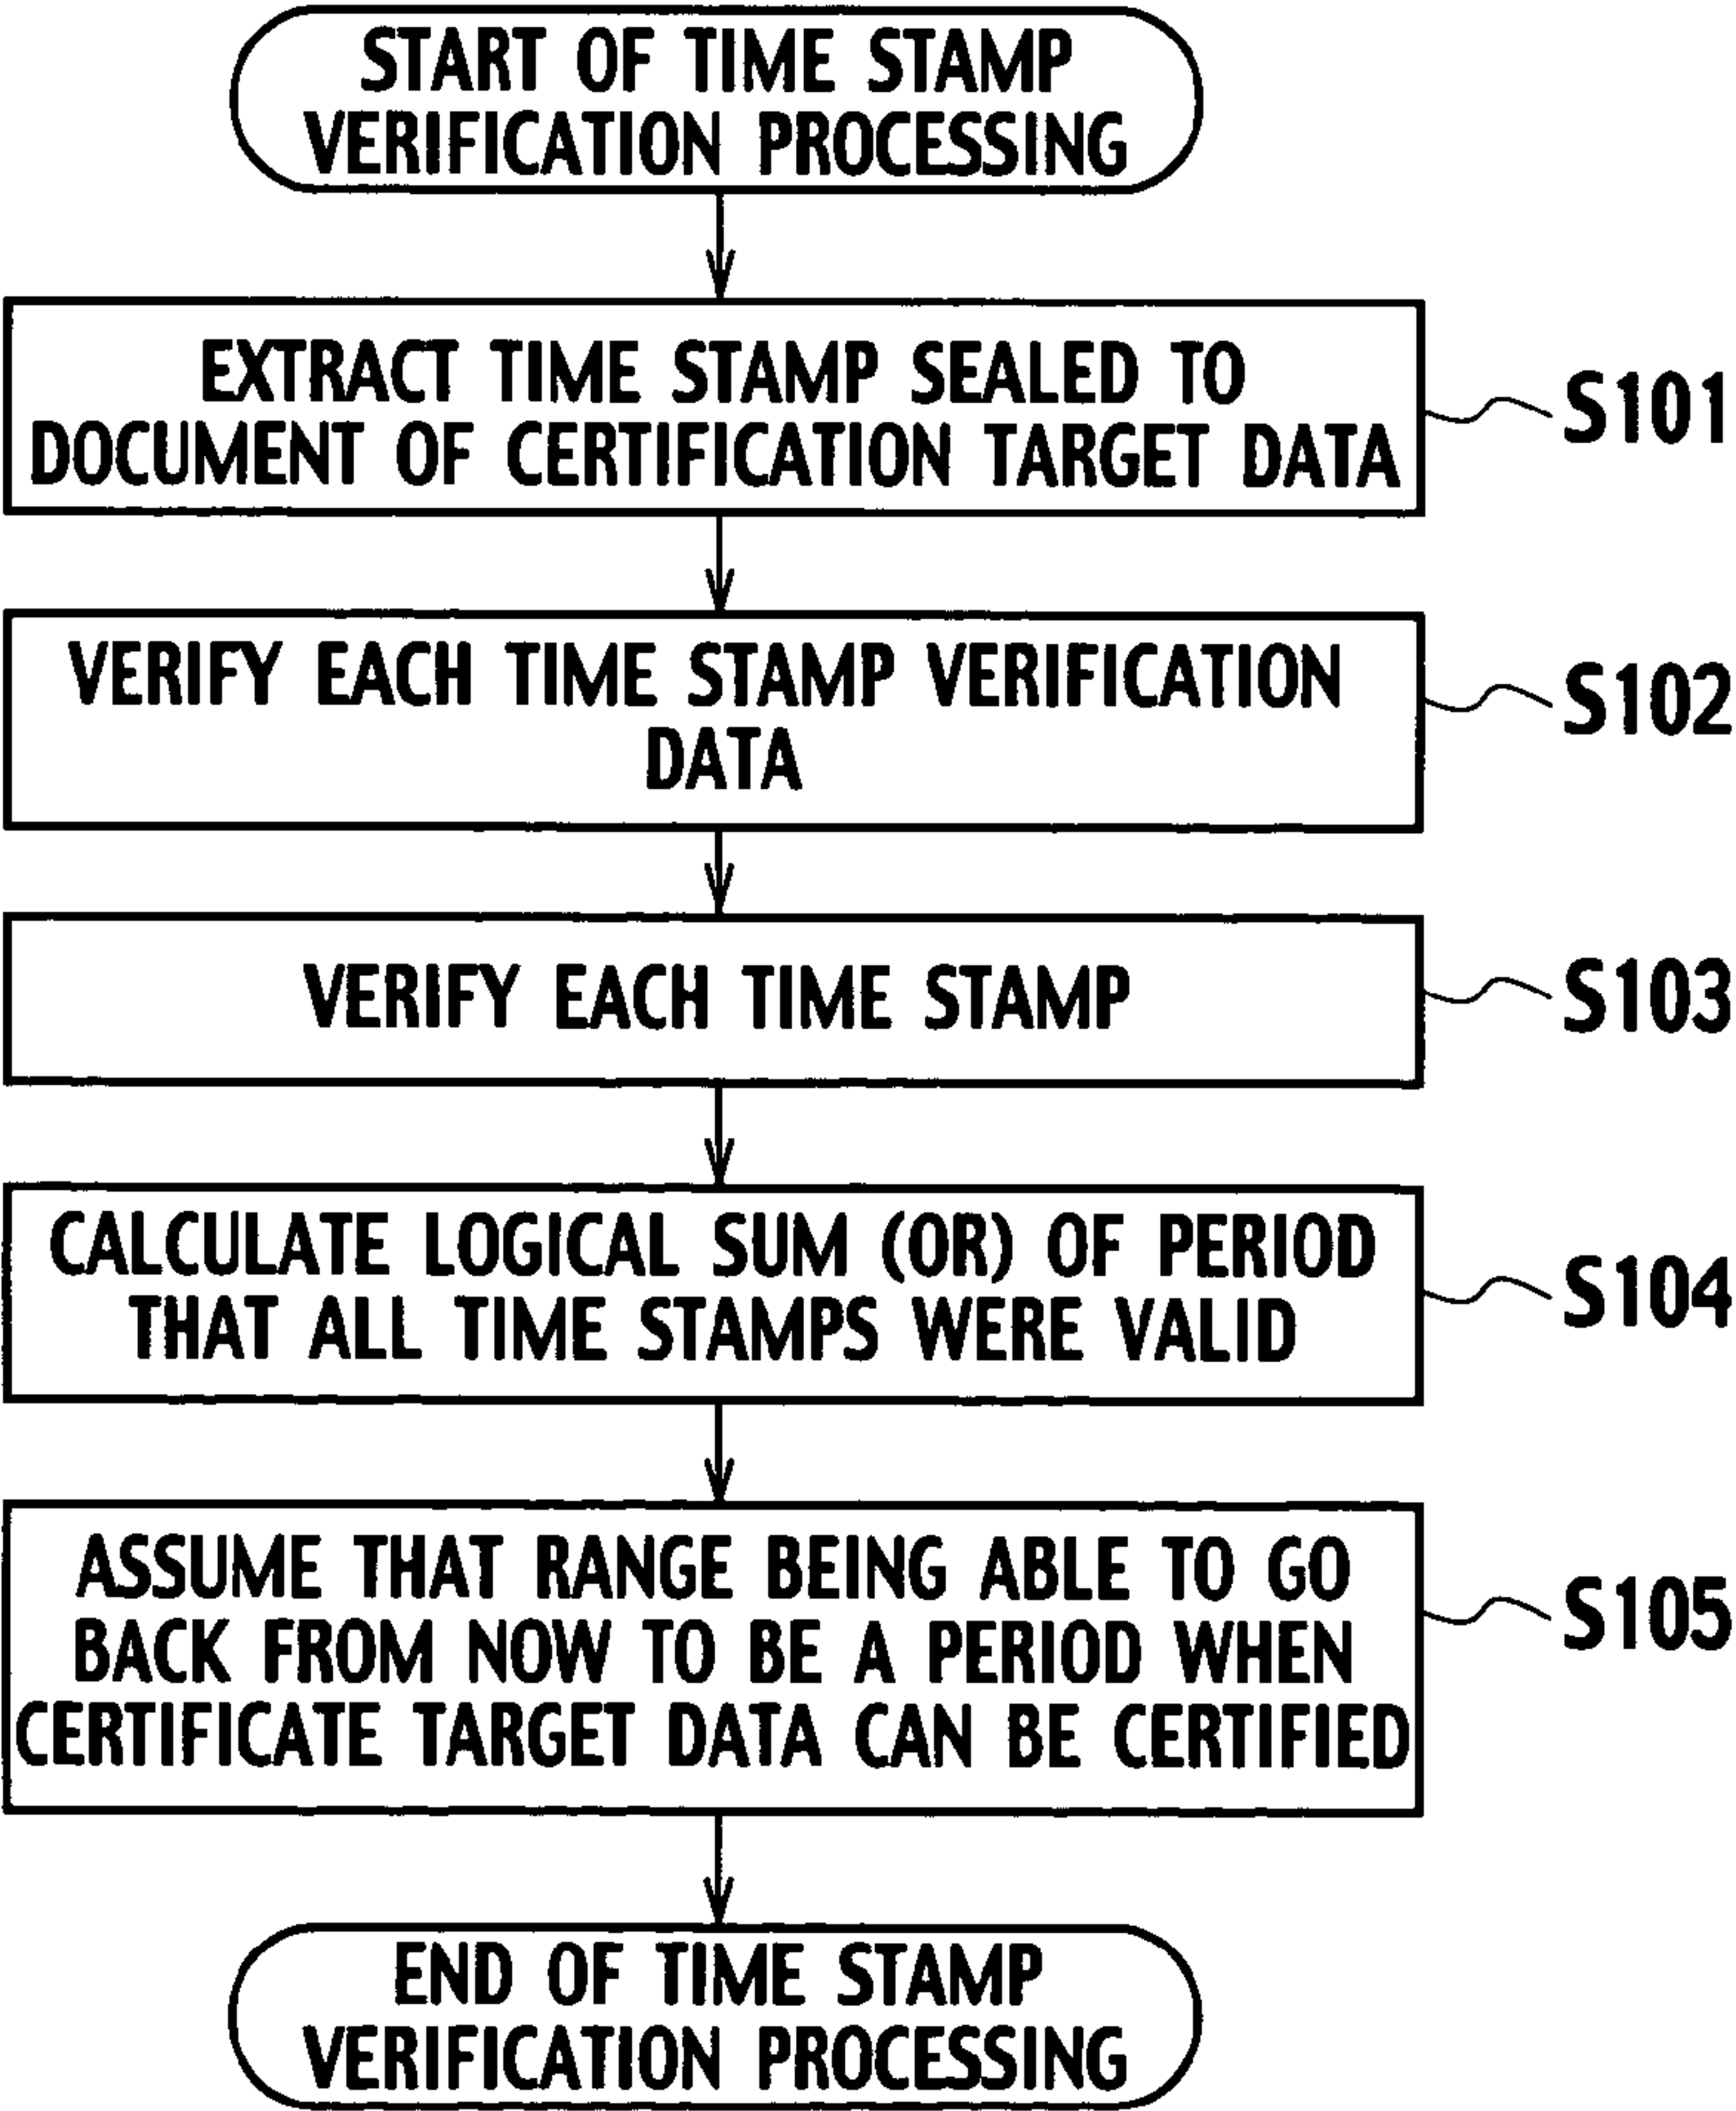 START OF TIME STAMP
VERIFICATION PROCESSING
EXTRACT TIME STAMP SEALED TO
DOCUMENT OF CERTIFICATION TARGET DATA
S101
VERIFY EACH TIME STAMP VERIFICATION
DATA
S102
VERIFY EACH TIME STAMP
S103
CALCULATE LOGICAL SUM (OR) OF PERIOD
THAT ALL TIME STAMPS WERE VALID
S104
ASSUME THAT RANGE BEING ABLE TO GO
BACK FROM NOW TO BE A PERIOD WHEN
CERTIFICATE TARGET DATA CAN BE CERTIFIED
S105
END OF TIME STAMP
VERIFICATION PROCESSING